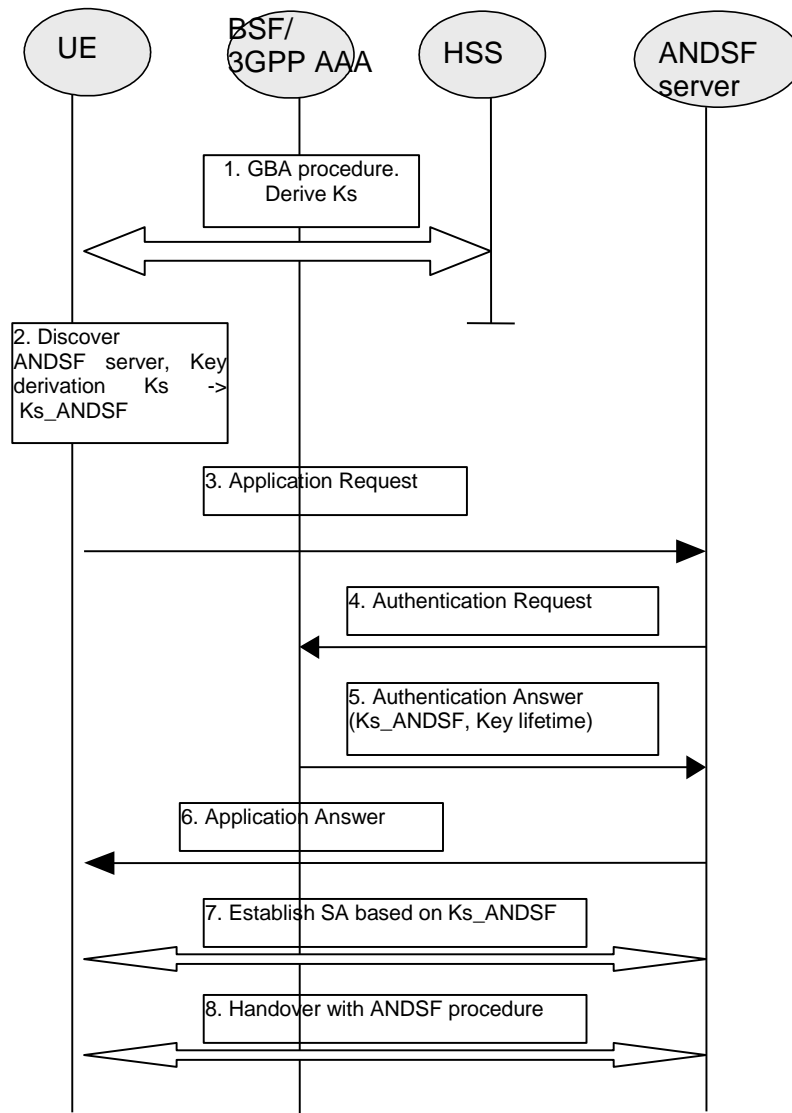 UE
BSF/
3GPP AAA
HSS
ANDSF
server
1. GBA procedure.
Derive Ks
2. Discover
ANDSF server, Key
derivation Ks ->
Ks_ANDSF
3. Application Request
4. Authentication Request
5. Authentication Answer
(Ks_ANDSF, Key lifetime)
6. Application Answer
7. Establish SA based on Ks_ANDSF
8. Handover with ANDSF procedure